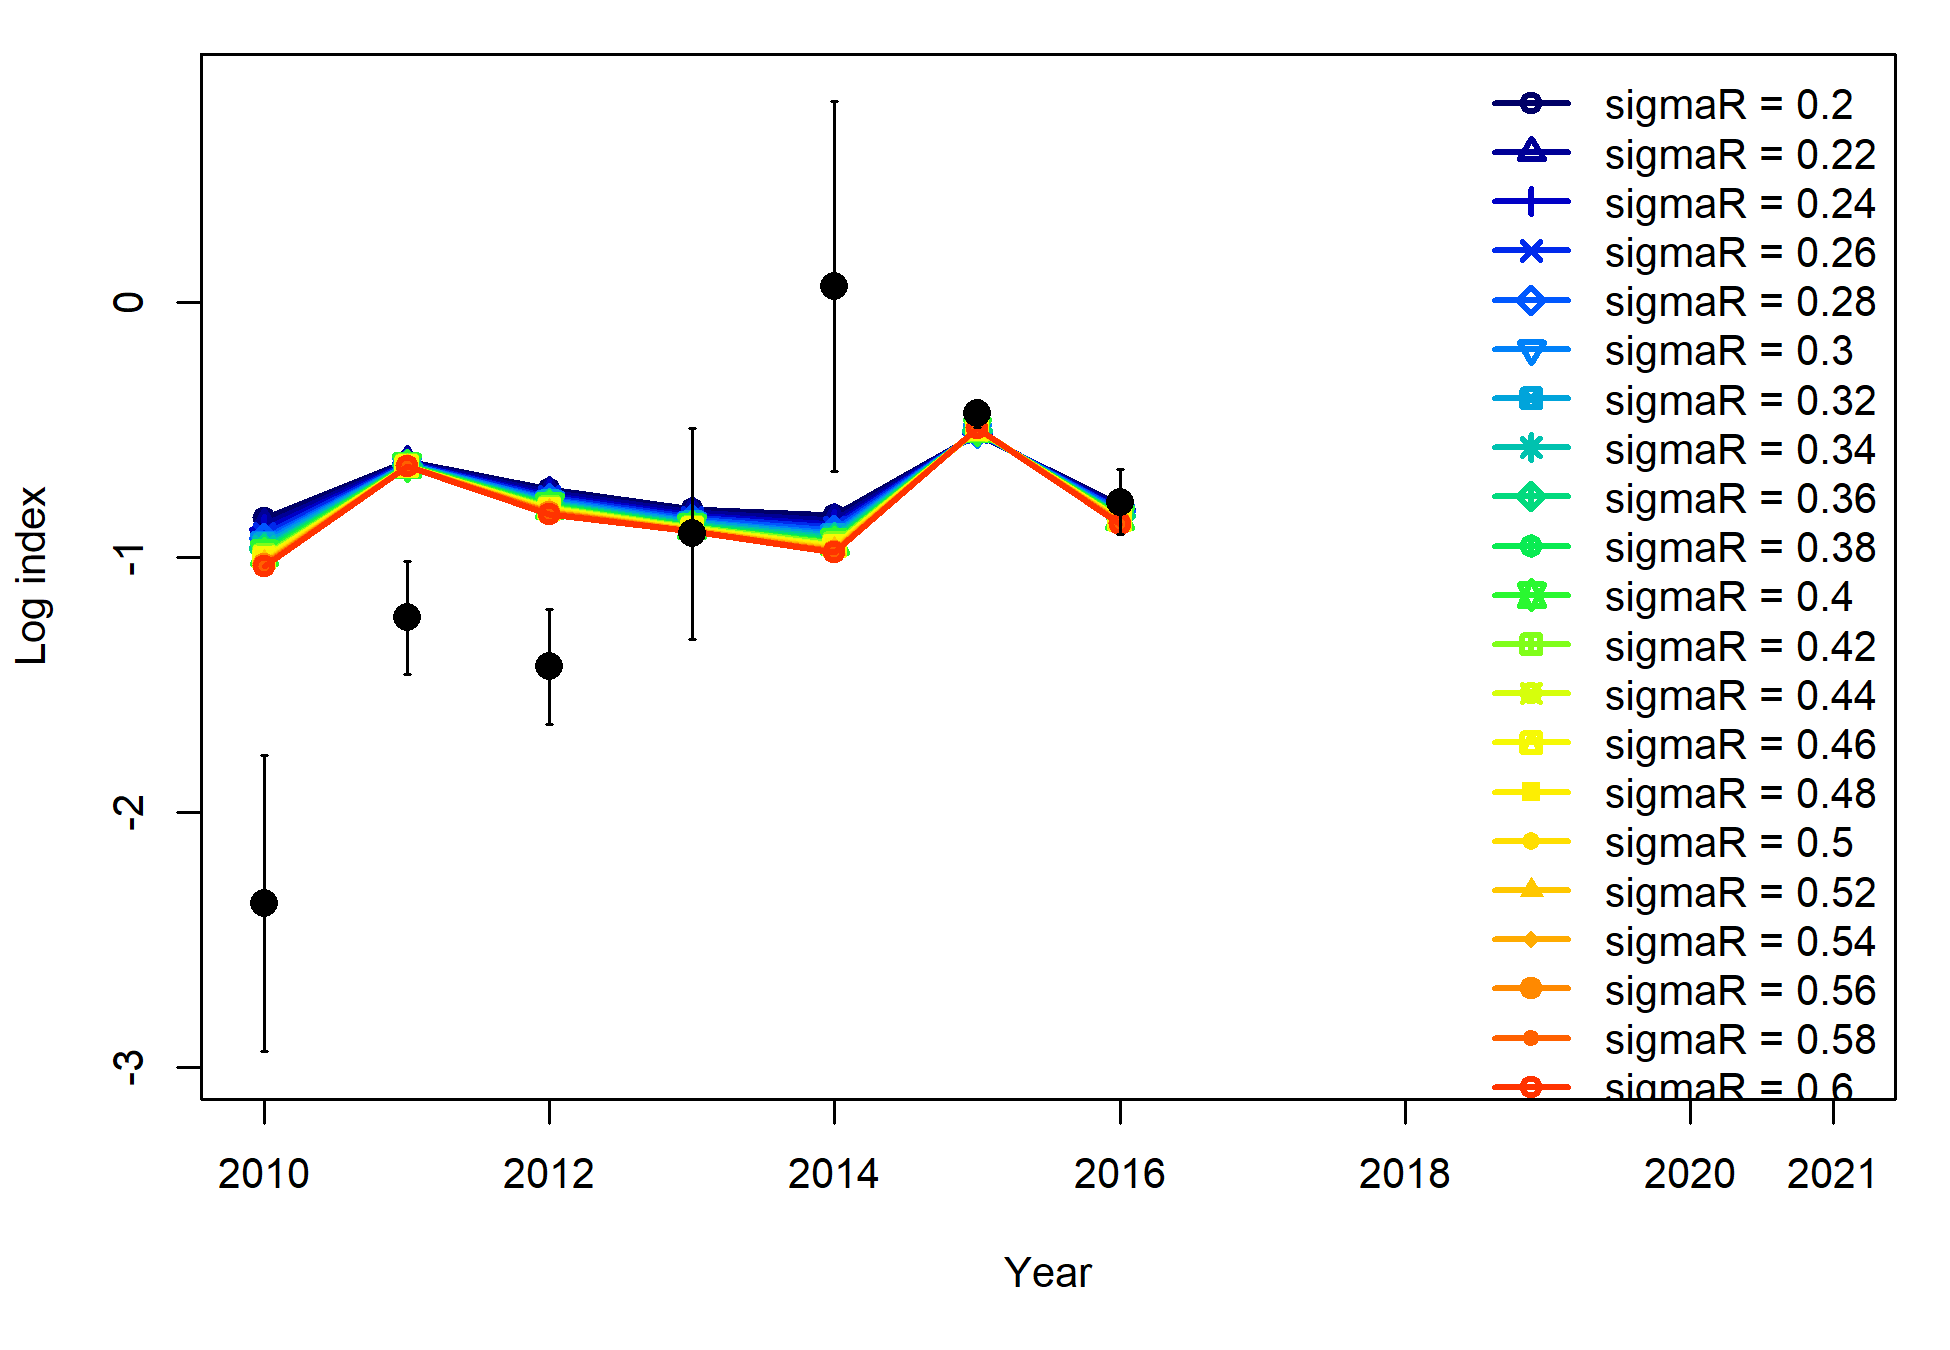 sigmaR = 0.2
sigmaR = 0.22
sigmaR = 0.24
sigmaR = 0.26
sigmaR = 0.28
sigmaR = 0.3
sigmaR = 0.32
sigmaR = 0.34
sigmaR = 0.36
sigmaR = 0.38
sigmaR = 0.4
sigmaR = 0.42
sigmaR = 0.44
sigmaR = 0.46
sigmaR = 0.48
sigmaR = 0.5
sigmaR = 0.52
sigmaR = 0.54
sigmaR = 0.56
sigmaR = 0.58
sigmaR = 0.6
0
-1
-2
-3
Log index
2010 2012 2014 2016 2018 2020 2021
Year